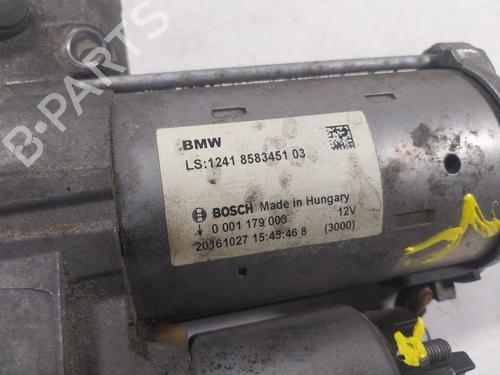 BMW
LS:1241 8583451 03
BOSCH Made in Hungary
0 001 179 003 12V
20161027 15:45:46 8 (3000)
B-Parts